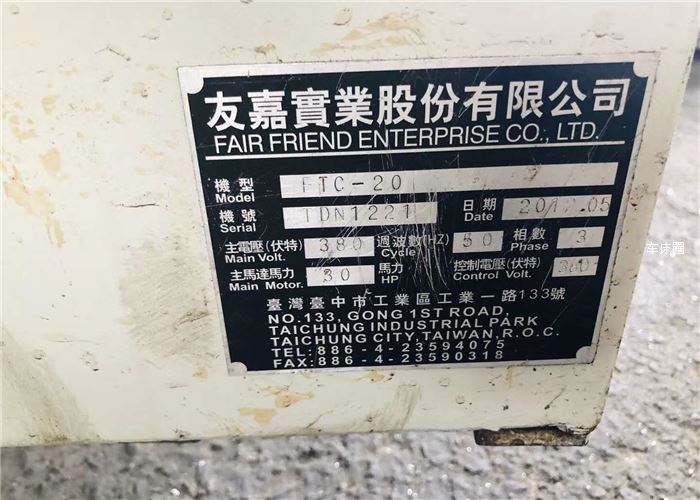 友嘉實業股份有限公司
FAIR FRIEND ENTERPRISE CO., LTD.
機型 Model FTC-20
機號 Serial TDN1221 日期 Date
主電壓(伏特) Main Volt. 380 週波數(HZ) Cycle 50 相數 Phase 3
主馬達馬力 Main Motor. 30 馬力 HP 控制電壓(伏特) Control Volt.
臺灣臺中市工業區工業一路133號
NO.133, GONG 1ST ROAD,
TAICHUNG INDUSTRIAL PARK
TAICHUNG CITY,TAIWAN,R.O.C.
TEL:886-4-23594075
FAX:886-4-23590318
车床圈